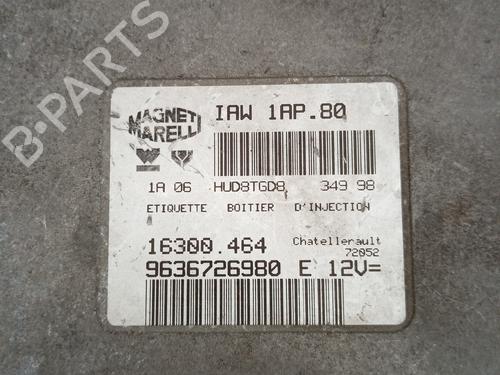 B-PARTS
MAGNETI
MARELLI
IAW 1AP.80
1A 06 HUD8TGD8 349 98
ETIQUETTE BOITIER D'INJECTION
16300.464 Chatellerault
72052
9636726980 E 12V=